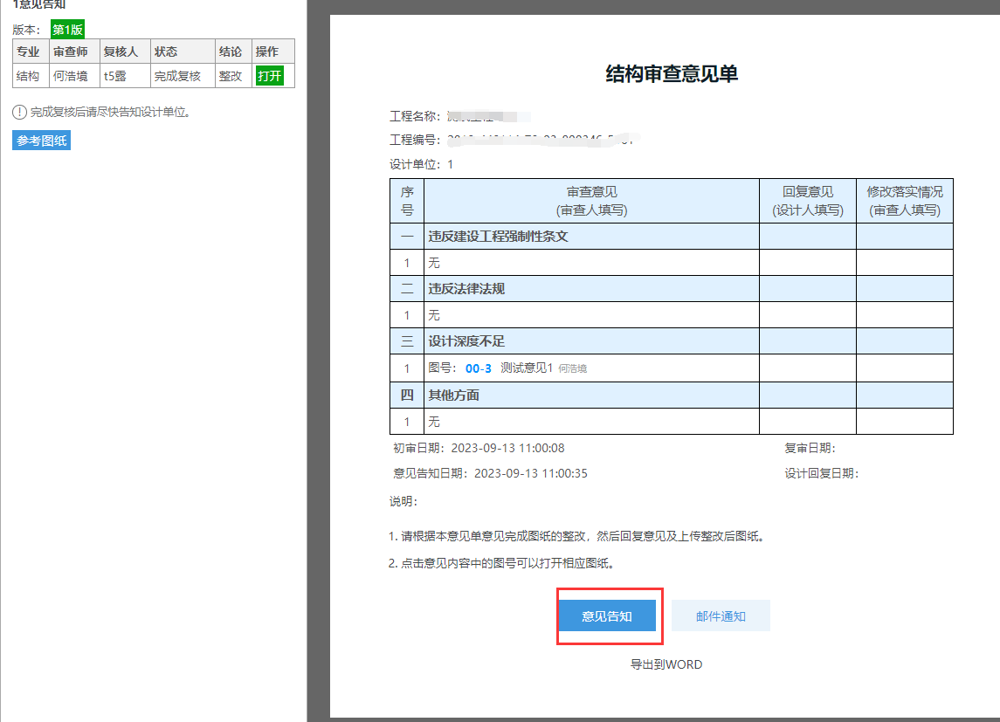 1意见告知
版本： 第1版
专业 审查师 复核人 状态 结论 操作
结构 何浩境 t5露 完成复核 整改 打开
完成复核后请尽快告知设计单位。
参考图纸
结构审查意见单
工程名称：
工程编号：
设计单位：1
序号 审查意见 (审查人填写) 回复意见 (设计人填写) 修改落实情况 (审查人填写)
一 违反建设工程强制性条文
1 无
二 违反法律法规
1 无
三 设计深度不足
1 图号： 00-3 测试意见1 何浩境
四 其他方面
1 无
初审日期：2023-09-13 11:00:08 复审日期：
意见告知日期：2023-09-13 11:00:35 设计回复日期：
说明：
1. 请根据本意见单意见完成图纸的整改，然后回复意见及上传整改后图纸。
2. 点击意见内容中的图号可以打开相应图纸。
意见告知 邮件通知
导出到WORD